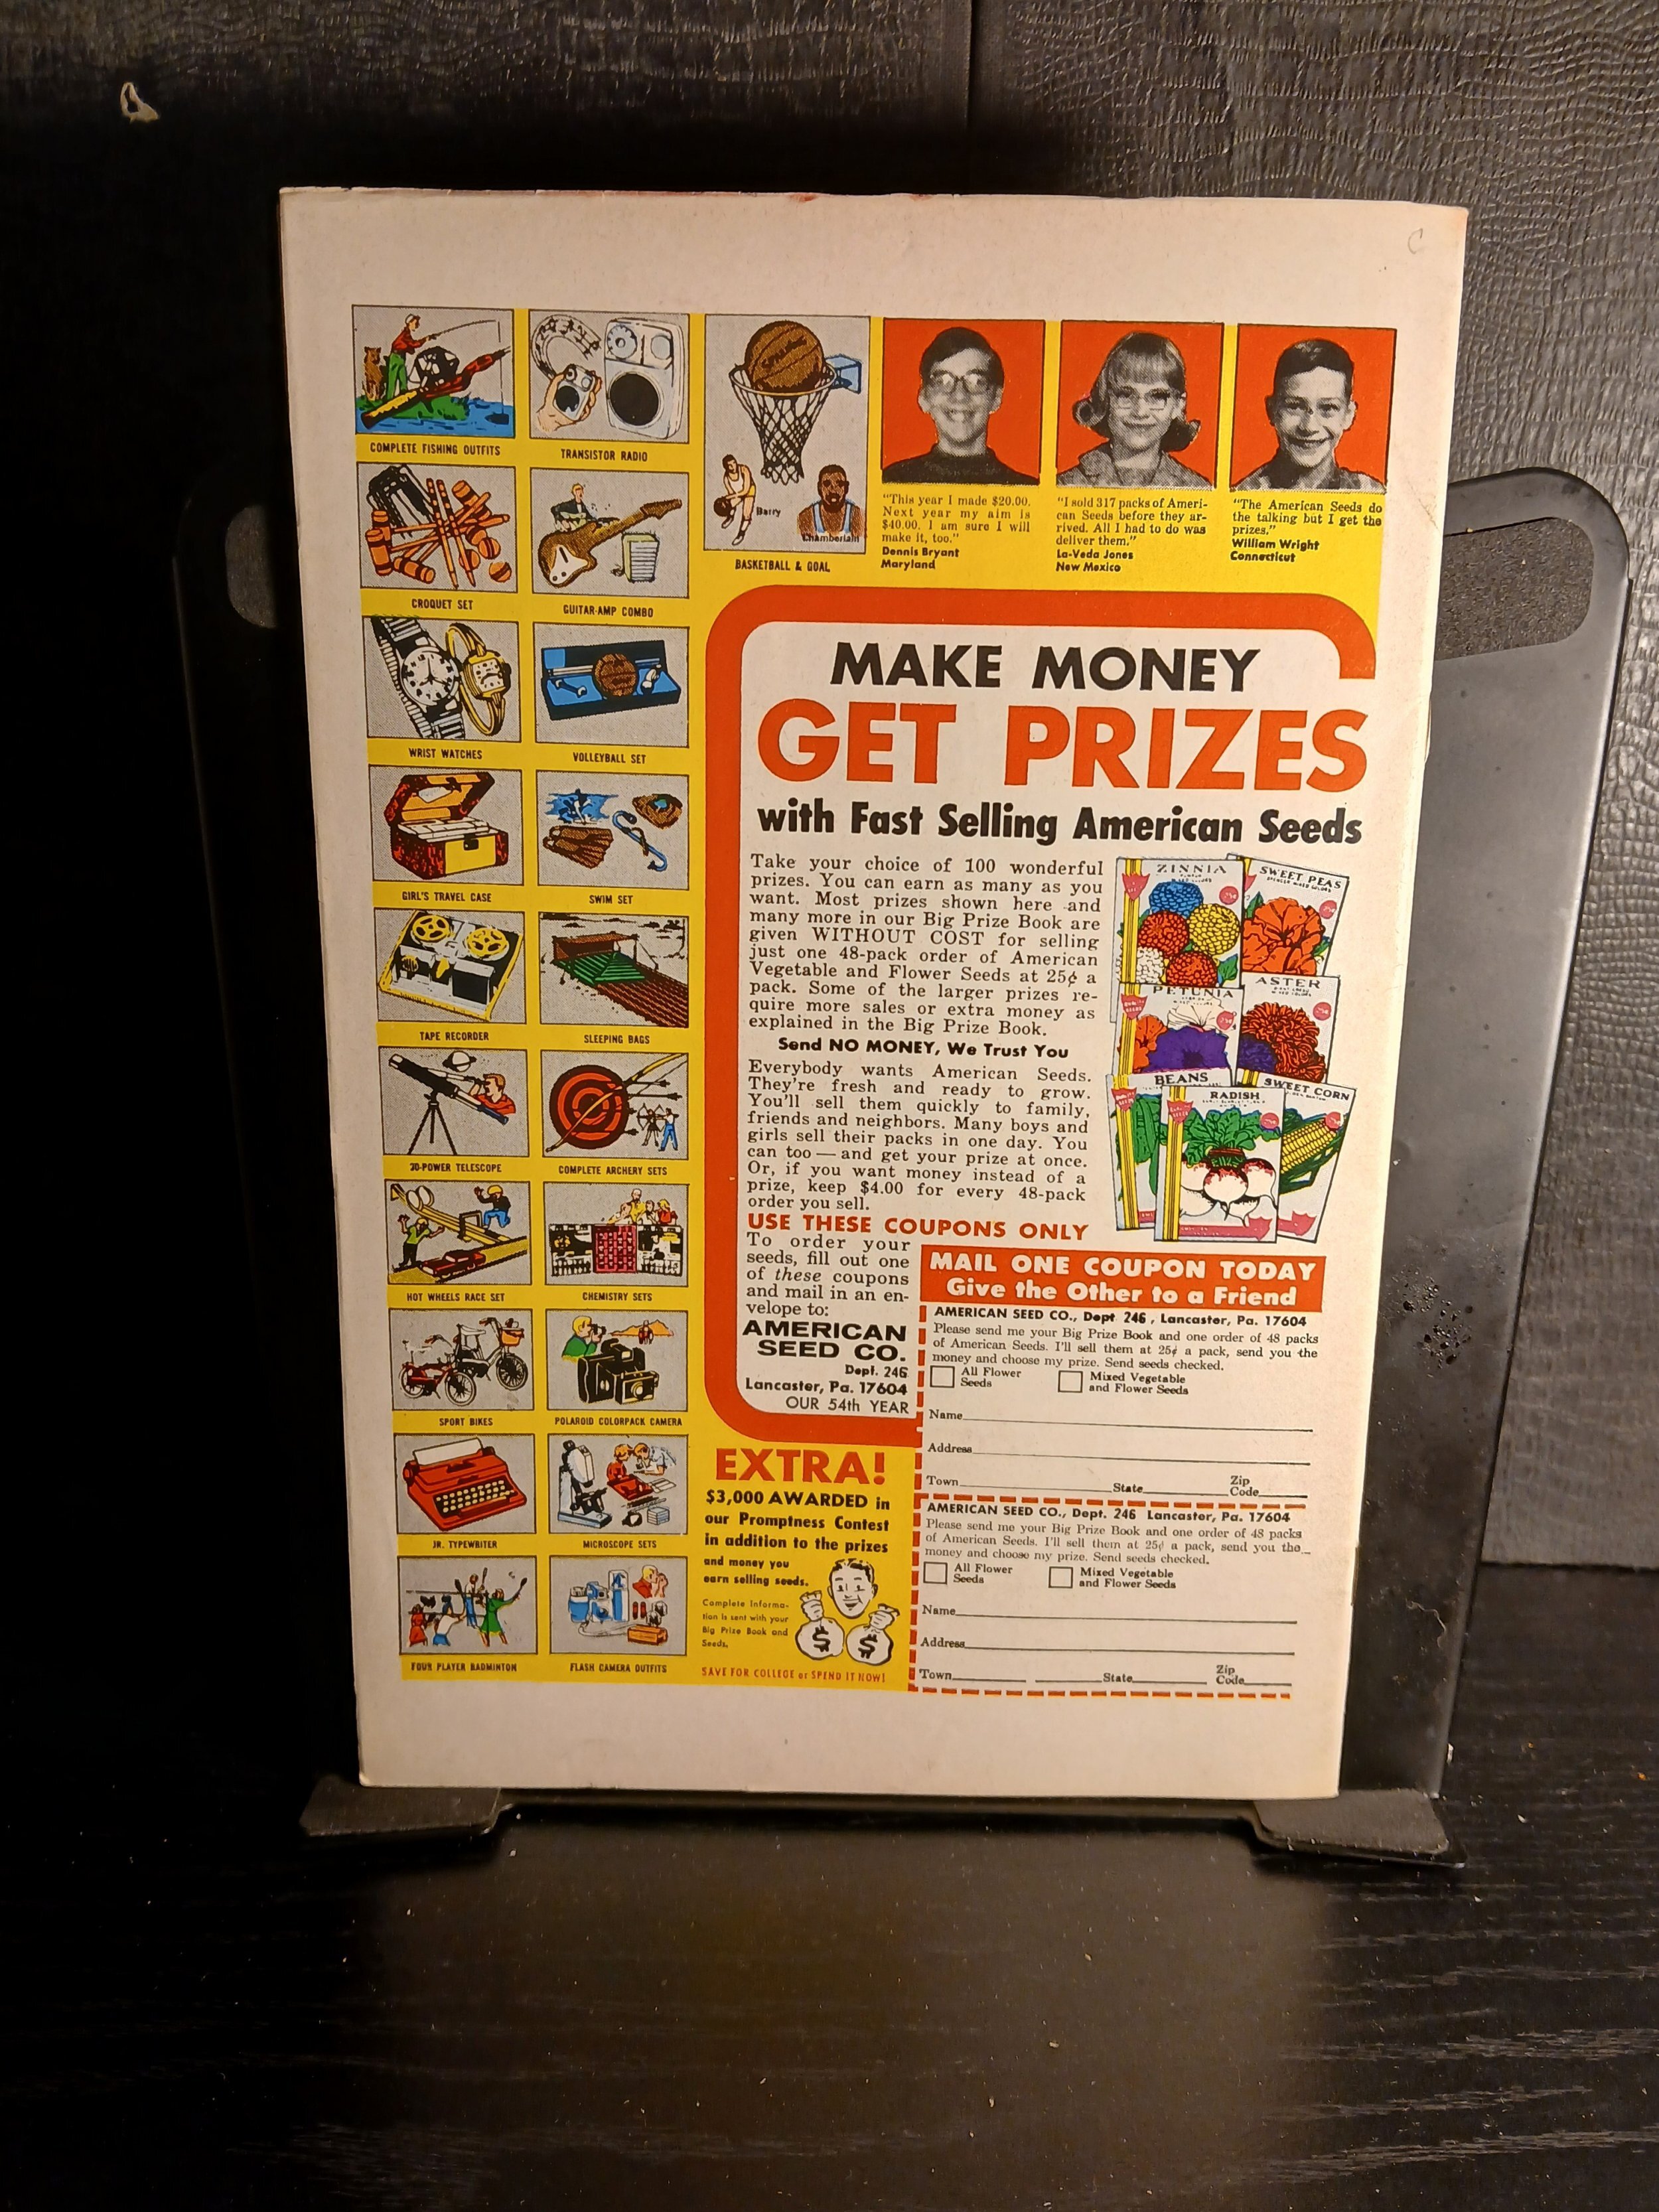 COMPLETE FISHING OUTFITS
TRANSISTOR RADIO
CROQUET SET
GUITAR-AMP COMBO
WRIST WATCHES
VOLLEYBALL SET
GIRL'S TRAVEL CASE
SWIM SET
TAPE RECORDER
SLEEPING BAGS
30-POWER TELESCOPE
COMPLETE ARCHERY SETS
HOT WHEELS RACE SET
CHEMISTRY SETS
SPORT BIKES
POLAROID COLORPACK CAMERA
JR. TYPEWRITER
MICROSCOPE SETS
FOUR PLAYER BADMINTON
FLASH CAMERA OUTFITS
Barry
Chamberlain
BASKETBALL & GOAL
"This year I made $20.00.
Next year my aim is
$40.00. I am sure I will
make it, too."
Dennis Bryant
Maryland
"I sold 317 packs of Ameri-
can Seeds before they ar-
rived. All I had to do was
deliver them."
La-Veda Jones
New Mexico
"The American Seeds do
the talking but I get the
prizes."
William Wright
Connecticut
MAKE MONEY
GET PRIZES
with Fast Selling American Seeds
Take your choice of 100 wonderful
prizes. You can earn as many as you
want. Most prizes shown here and
many more in our Big Prize Book are
given WITHOUT COST for selling
just one 48-pack order of American
Vegetable and Flower Seeds at 25¢ a
pack. Some of the larger prizes re-
quire more sales or extra money as
explained in the Big Prize Book.
Send NO MONEY, We Trust You
Everybody wants American Seeds.
They're fresh and ready to grow.
You'll sell them quickly to family,
friends and neighbors. Many boys and
girls sell their packs in one day. You
can too — and get your prize at once.
Or, if you want money instead of a
prize, keep $4.00 for every 48-pack
order you sell.
ZINNIA
SWEET PEAS
PETUNIA
ASTER
BEANS
RADISH
SWEET CORN
USE THESE COUPONS ONLY
To order your
seeds, fill out one
of these coupons
and mail in an en-
velope to:
AMERICAN
SEED CO.
Dept. 246
Lancaster, Pa. 17604
OUR 54th YEAR
EXTRA!
$3,000 AWARDED in
our Promptness Contest
in addition to the prizes
and money you
earn selling seeds.
Complete informa-
tion is sent with your
Big Prize Book and
Seeds.
$ $
SAVE FOR COLLEGE or SPEND IT NOW!
MAIL ONE COUPON TODAY
Give the Other to a Friend
AMERICAN SEED CO., Dept 246, Lancaster, Pa. 17604
Please send me your Big Prize Book and one order of 48 packs
of American Seeds. I'll sell them at 25¢ a pack, send you the
money and choose my prize. Send seeds checked.
All Flower
Seeds
Mixed Vegetable
and Flower Seeds
Name
Address
Town State Zip
Code
AMERICAN SEED CO., Dept. 246 Lancaster, Pa. 17604
Please send me your Big Prize Book and one order of 48 packs
of American Seeds. I'll sell them at 25¢ a pack, send you the
money and choose my prize. Send seeds checked.
All Flower
Seeds
Mixed Vegetable
and Flower Seeds
Name
Address
Town State Zip
Code